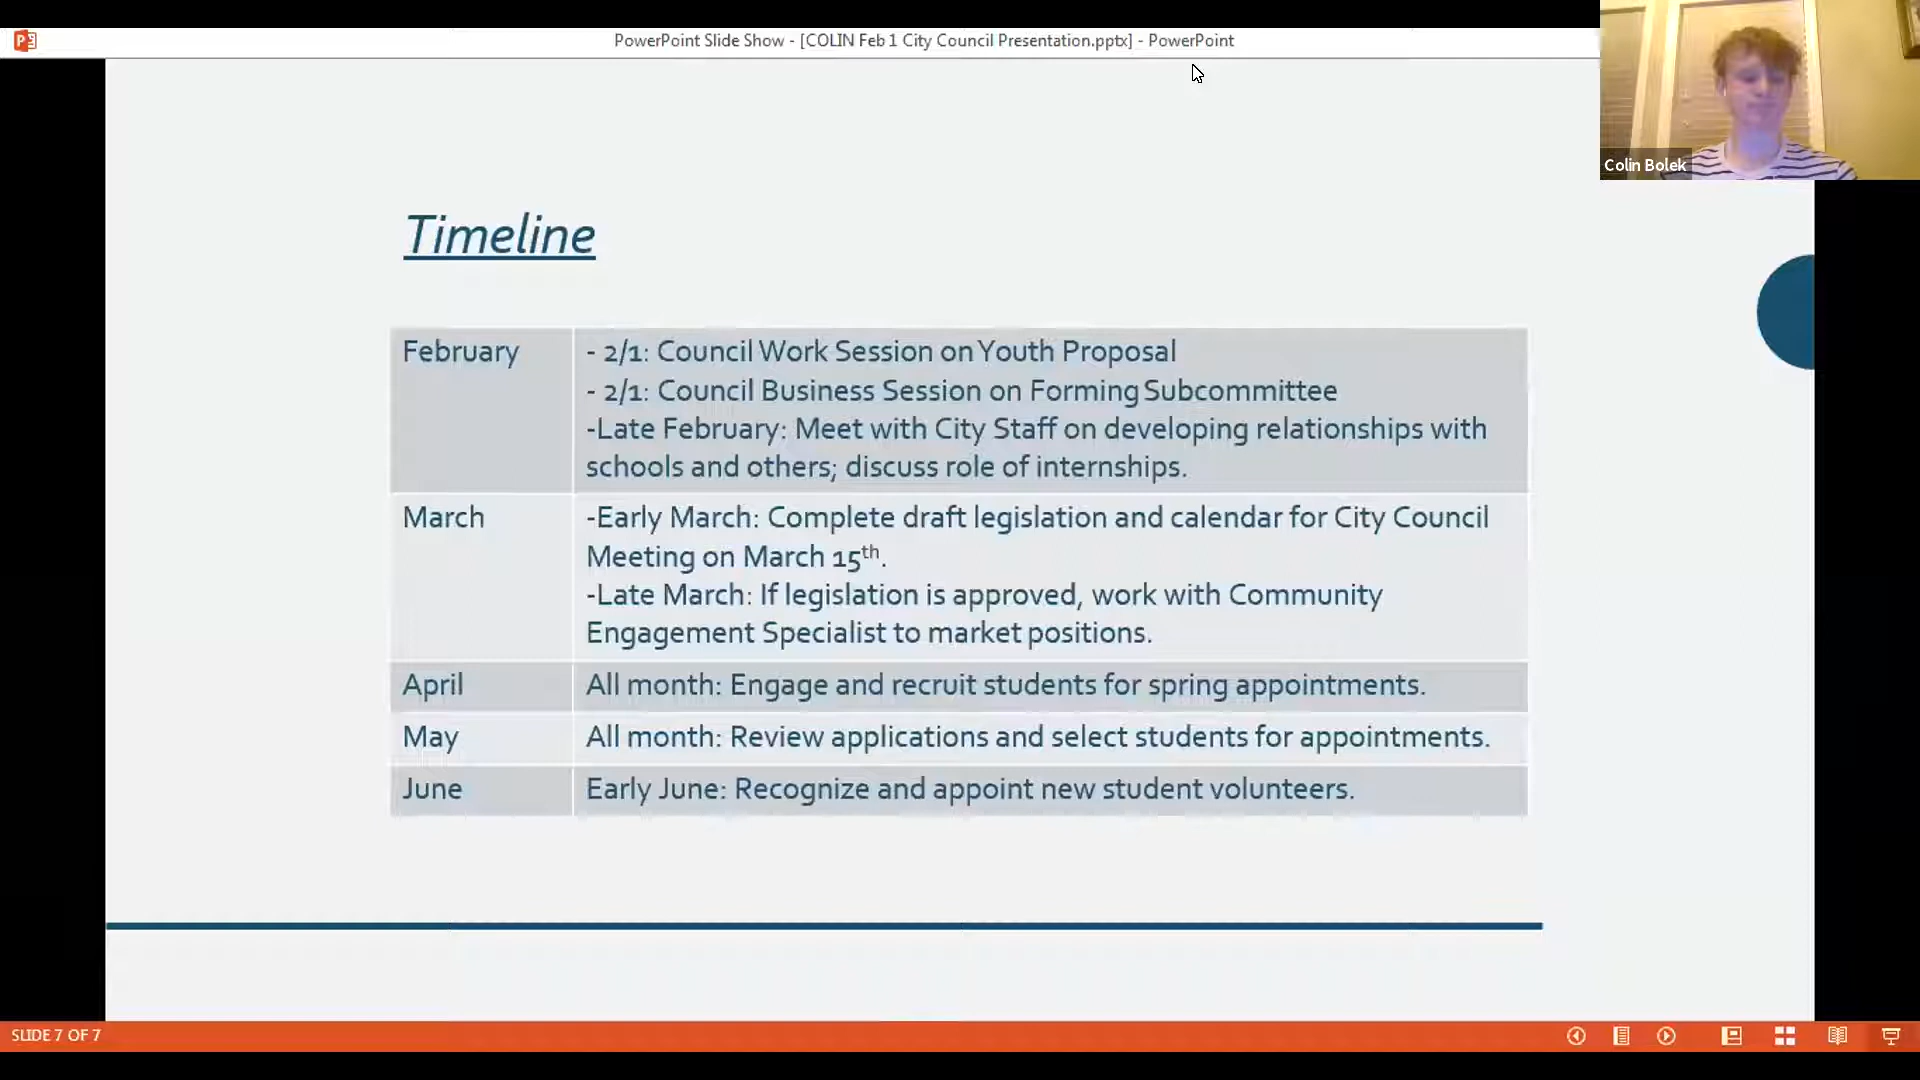 PowerPoint Slide Show - [COLIN Feb 1 City Council Presentation.pptx] - PowerPoint
Colin Bolek
Timeline
February
- 2/1: Council Work Session on Youth Proposal
- 2/1: Council Business Session on Forming Subcommittee
-Late February: Meet with City Staff on developing relationships with
schools and others; discuss role of internships.
March
-Early March: Complete draft legislation and calendar for City Council
Meeting on March 15th.
-Late March: If legislation is approved, work with Community
Engagement Specialist to market positions.
April
All month: Engage and recruit students for spring appointments.
May
All month: Review applications and select students for appointments.
June
Early June: Recognize and appoint new student volunteers.
SLIDE 7 OF 7